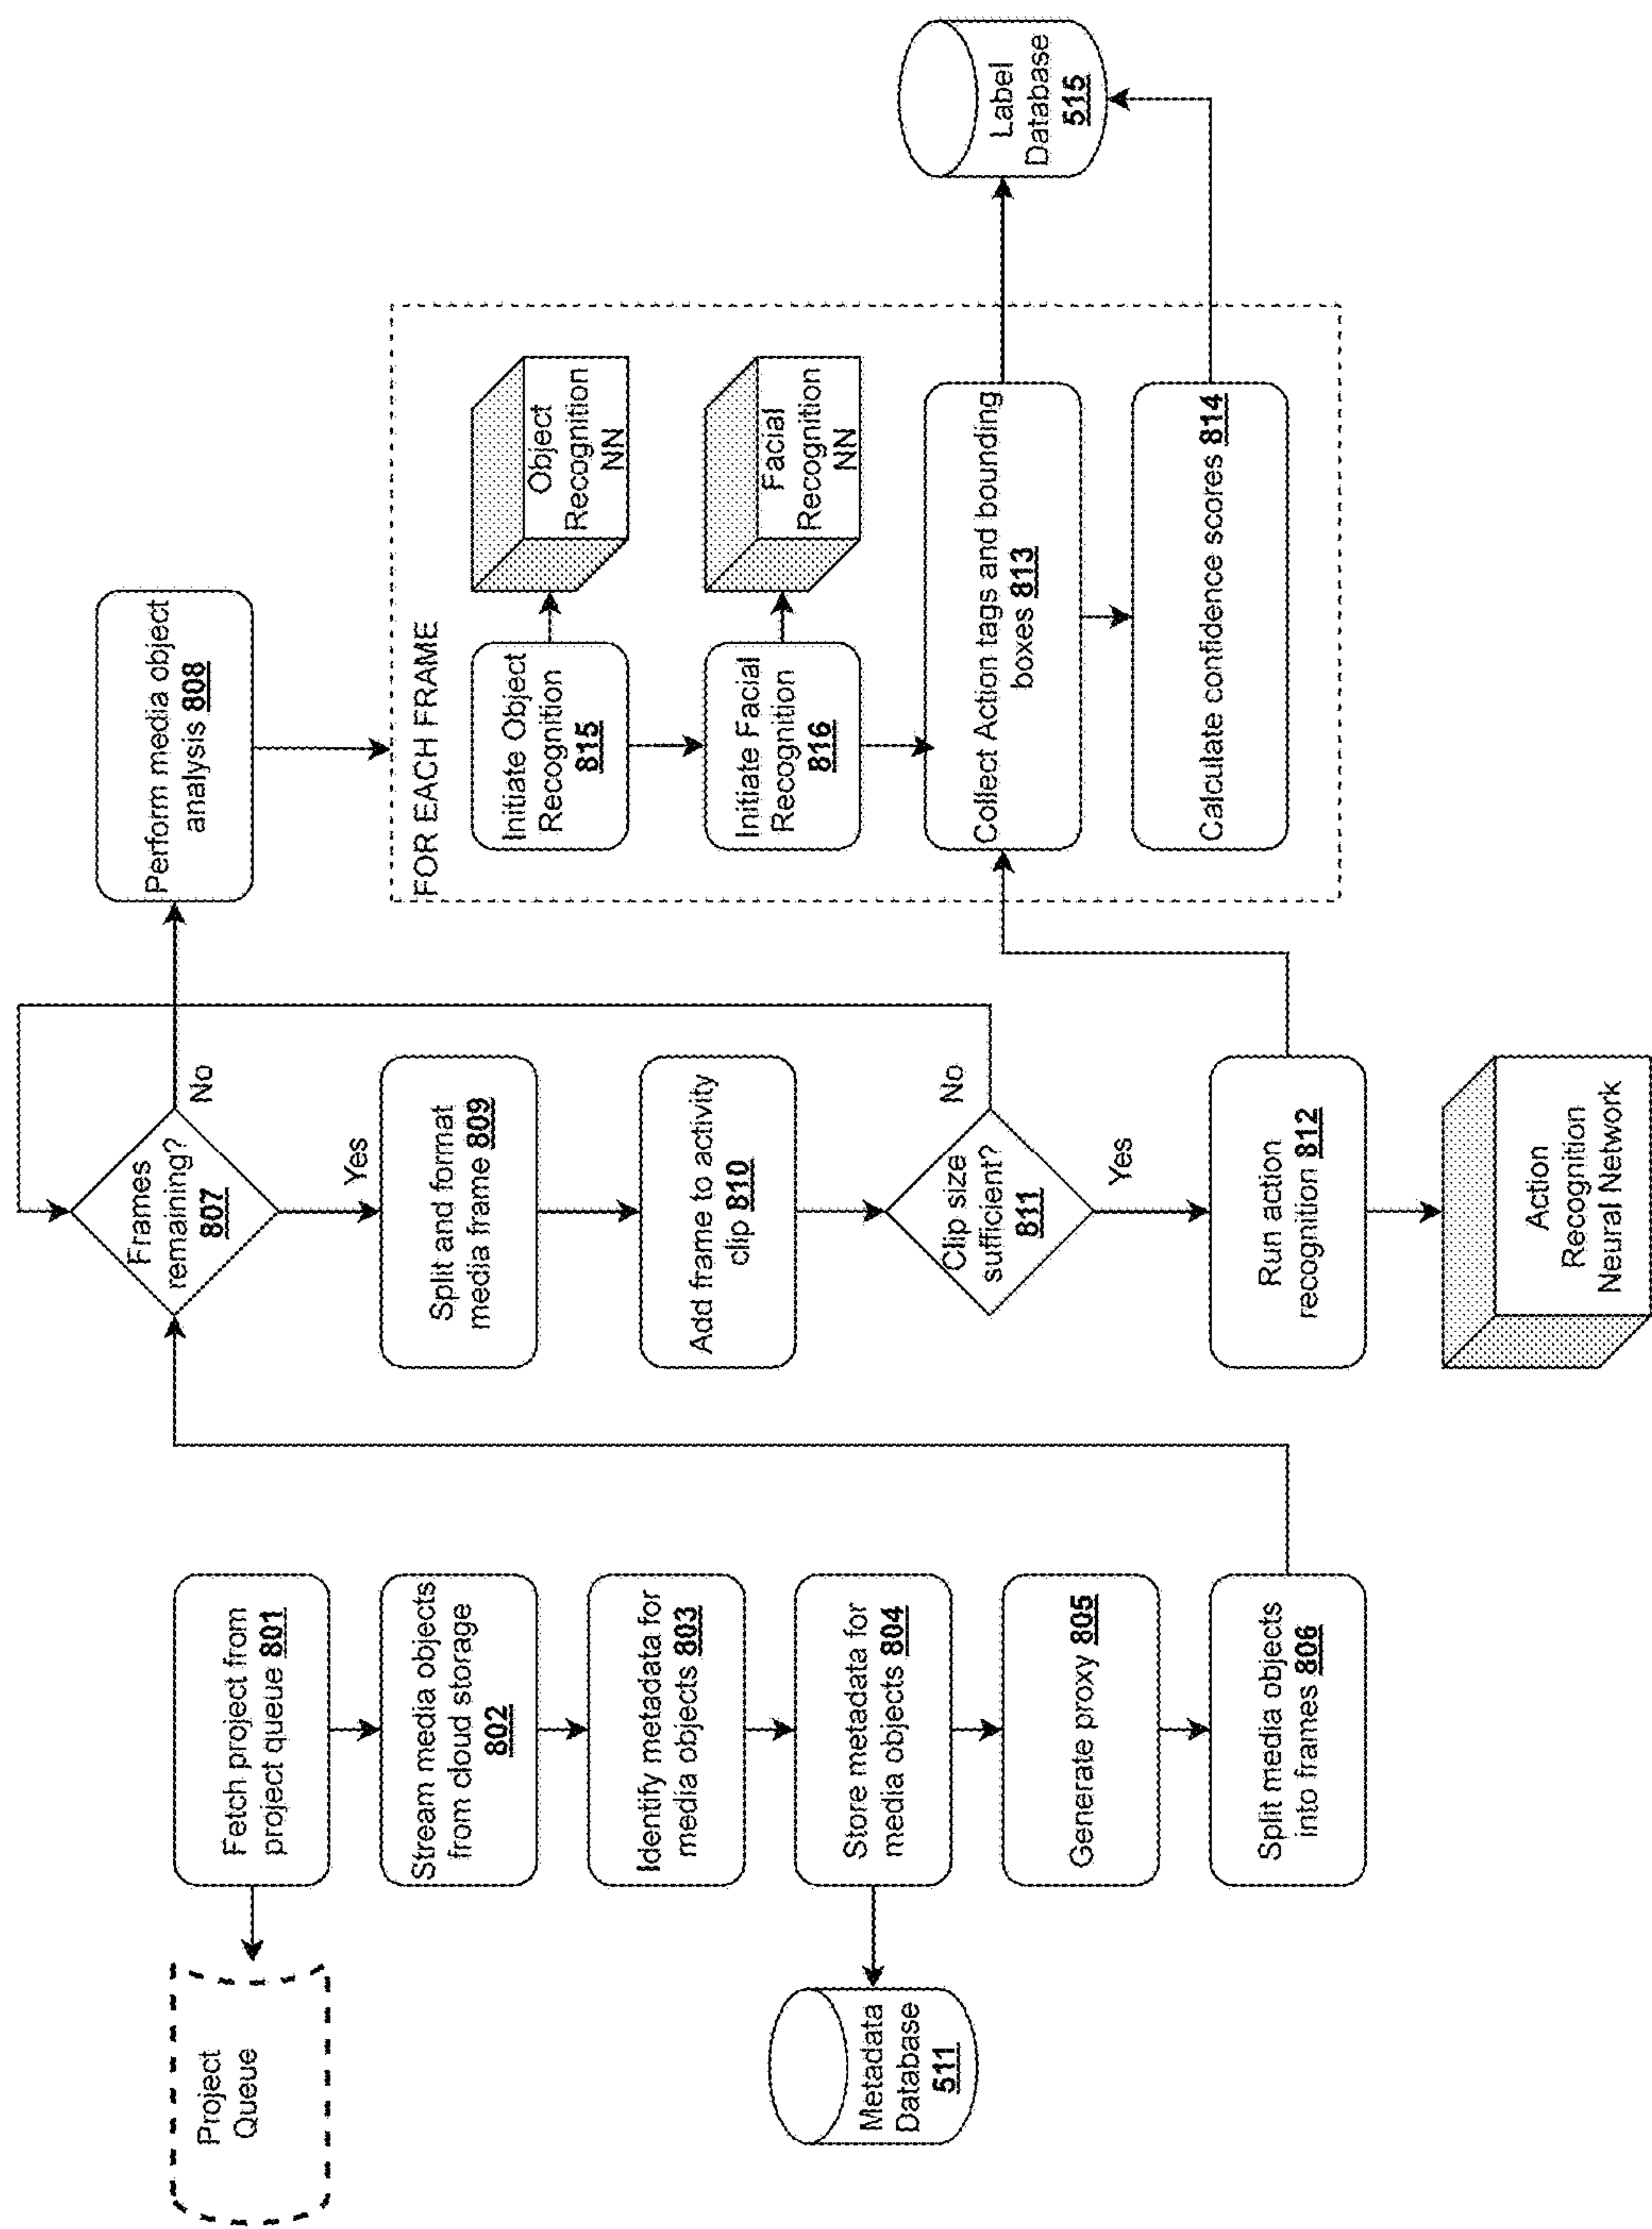 Project
Queue
Fetch project from
project queue 801
Stream media objects
from cloud storage
802
Identify metadata for
media objects 803
Store metadata for
media objects 804
Metadata
Database
511
Generate proxy 805
Split media objects
into frames 806
Frames
remaining?
807
No
Yes
Split and format
media frame 809
Add frame to activity
clip 810
Clip size
sufficient?
811
No
Yes
Run action
recognition 812
Action
Recognition
Neural Network
Perform media object
analysis 808
FOR EACH FRAME
Initiate Object
Recognition
815
Object
Recognition
NN
Initiate Facial
Recognition
816
Facial
Recognition
NN
Collect Action tags and bounding
boxes 813
Calculate confidence scores 814
Label
Database
515